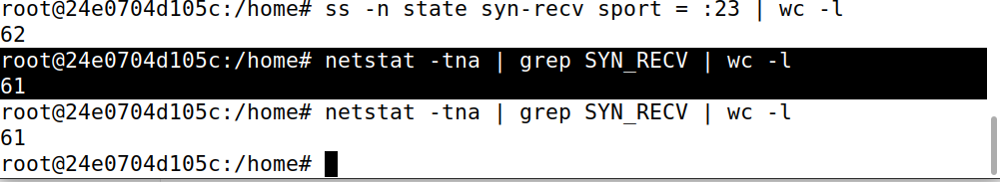 root@24e0704d105c:/home# ss -n state syn-recv sport = :23 | wc -l
62
root@24e0704d105c:/home# netstat -tna | grep SYN_RECV | wc -l
61
root@24e0704d105c:/home# netstat -tna | grep SYN_RECV | wc -l
61
root@24e0704d105c:/home#